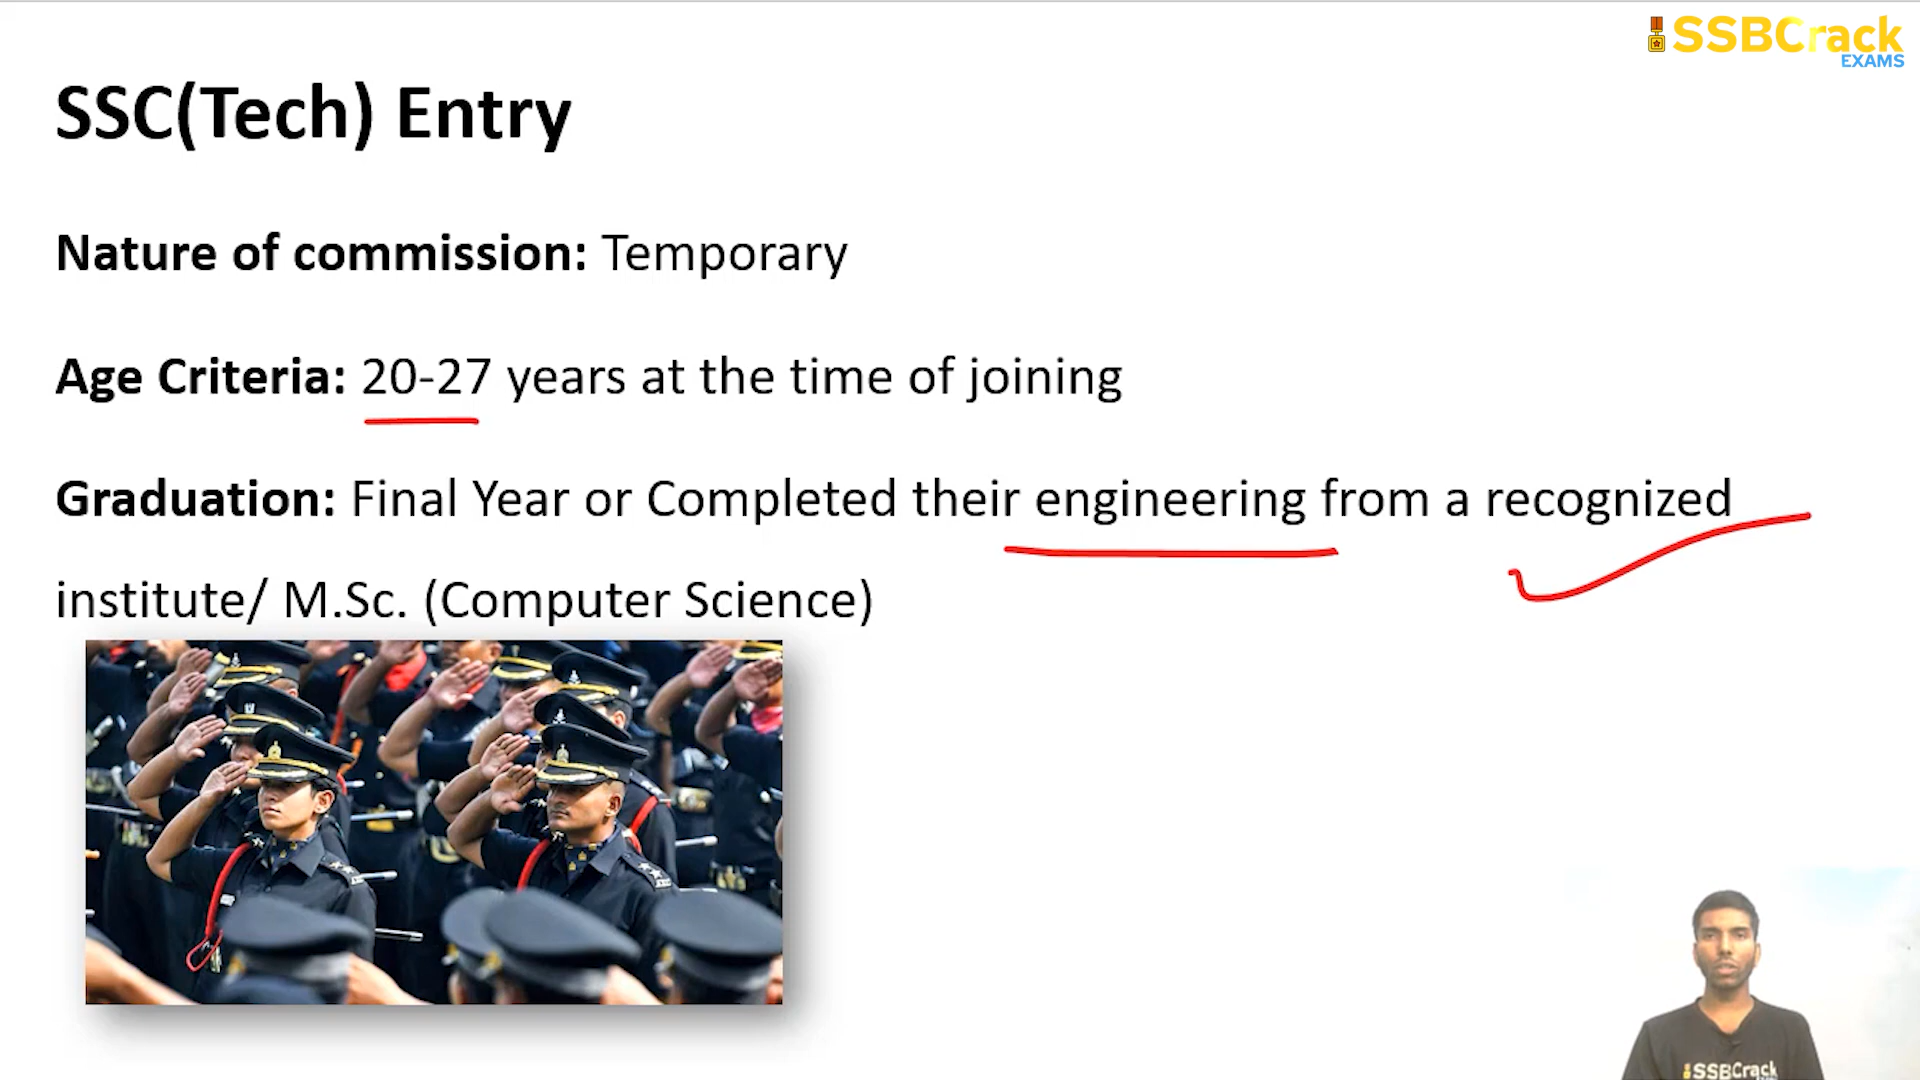 SSBCrack
EXAMS
SSC(Tech) Entry
Nature of commission: Temporary
Age Criteria: 20-27 years at the time of joining
Graduation: Final Year or Completed their engineering from a recognized
institute/ M.Sc. (Computer Science)
SSBCrack